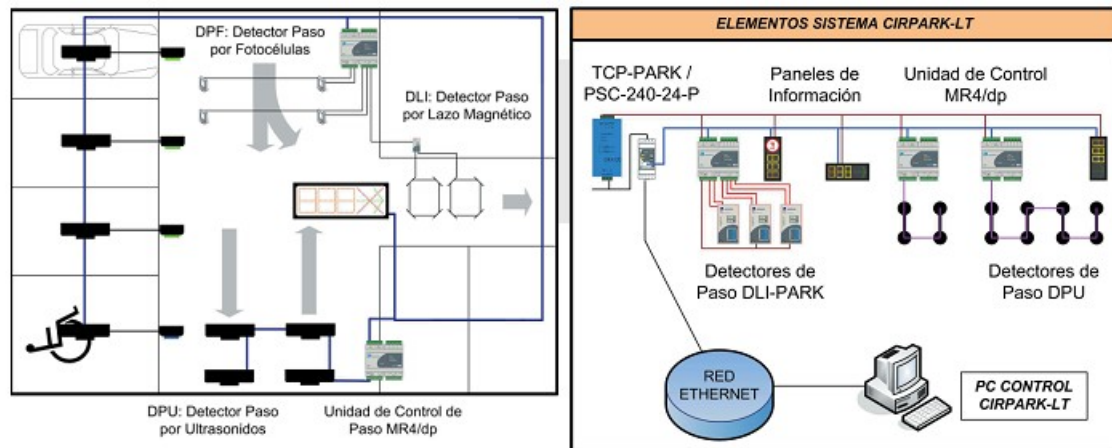 DPF: Detector Paso
por Fotocélulas
DLI: Detector Paso
por Lazo Magnético
DPU: Detector Paso
por Ultrasonidos
Unidad de Control de
Paso MR4/dp
ELEMENTOS SISTEMA CIRPARK-LT
TCP-PARK /
PSC-240-24-P
Paneles de
Información
Unidad de Control
MR4/dp
Detectores de
Paso DLI-PARK
Detectores de
Paso DPU
RED
ETHERNET
PC CONTROL
CIRPARK-LT